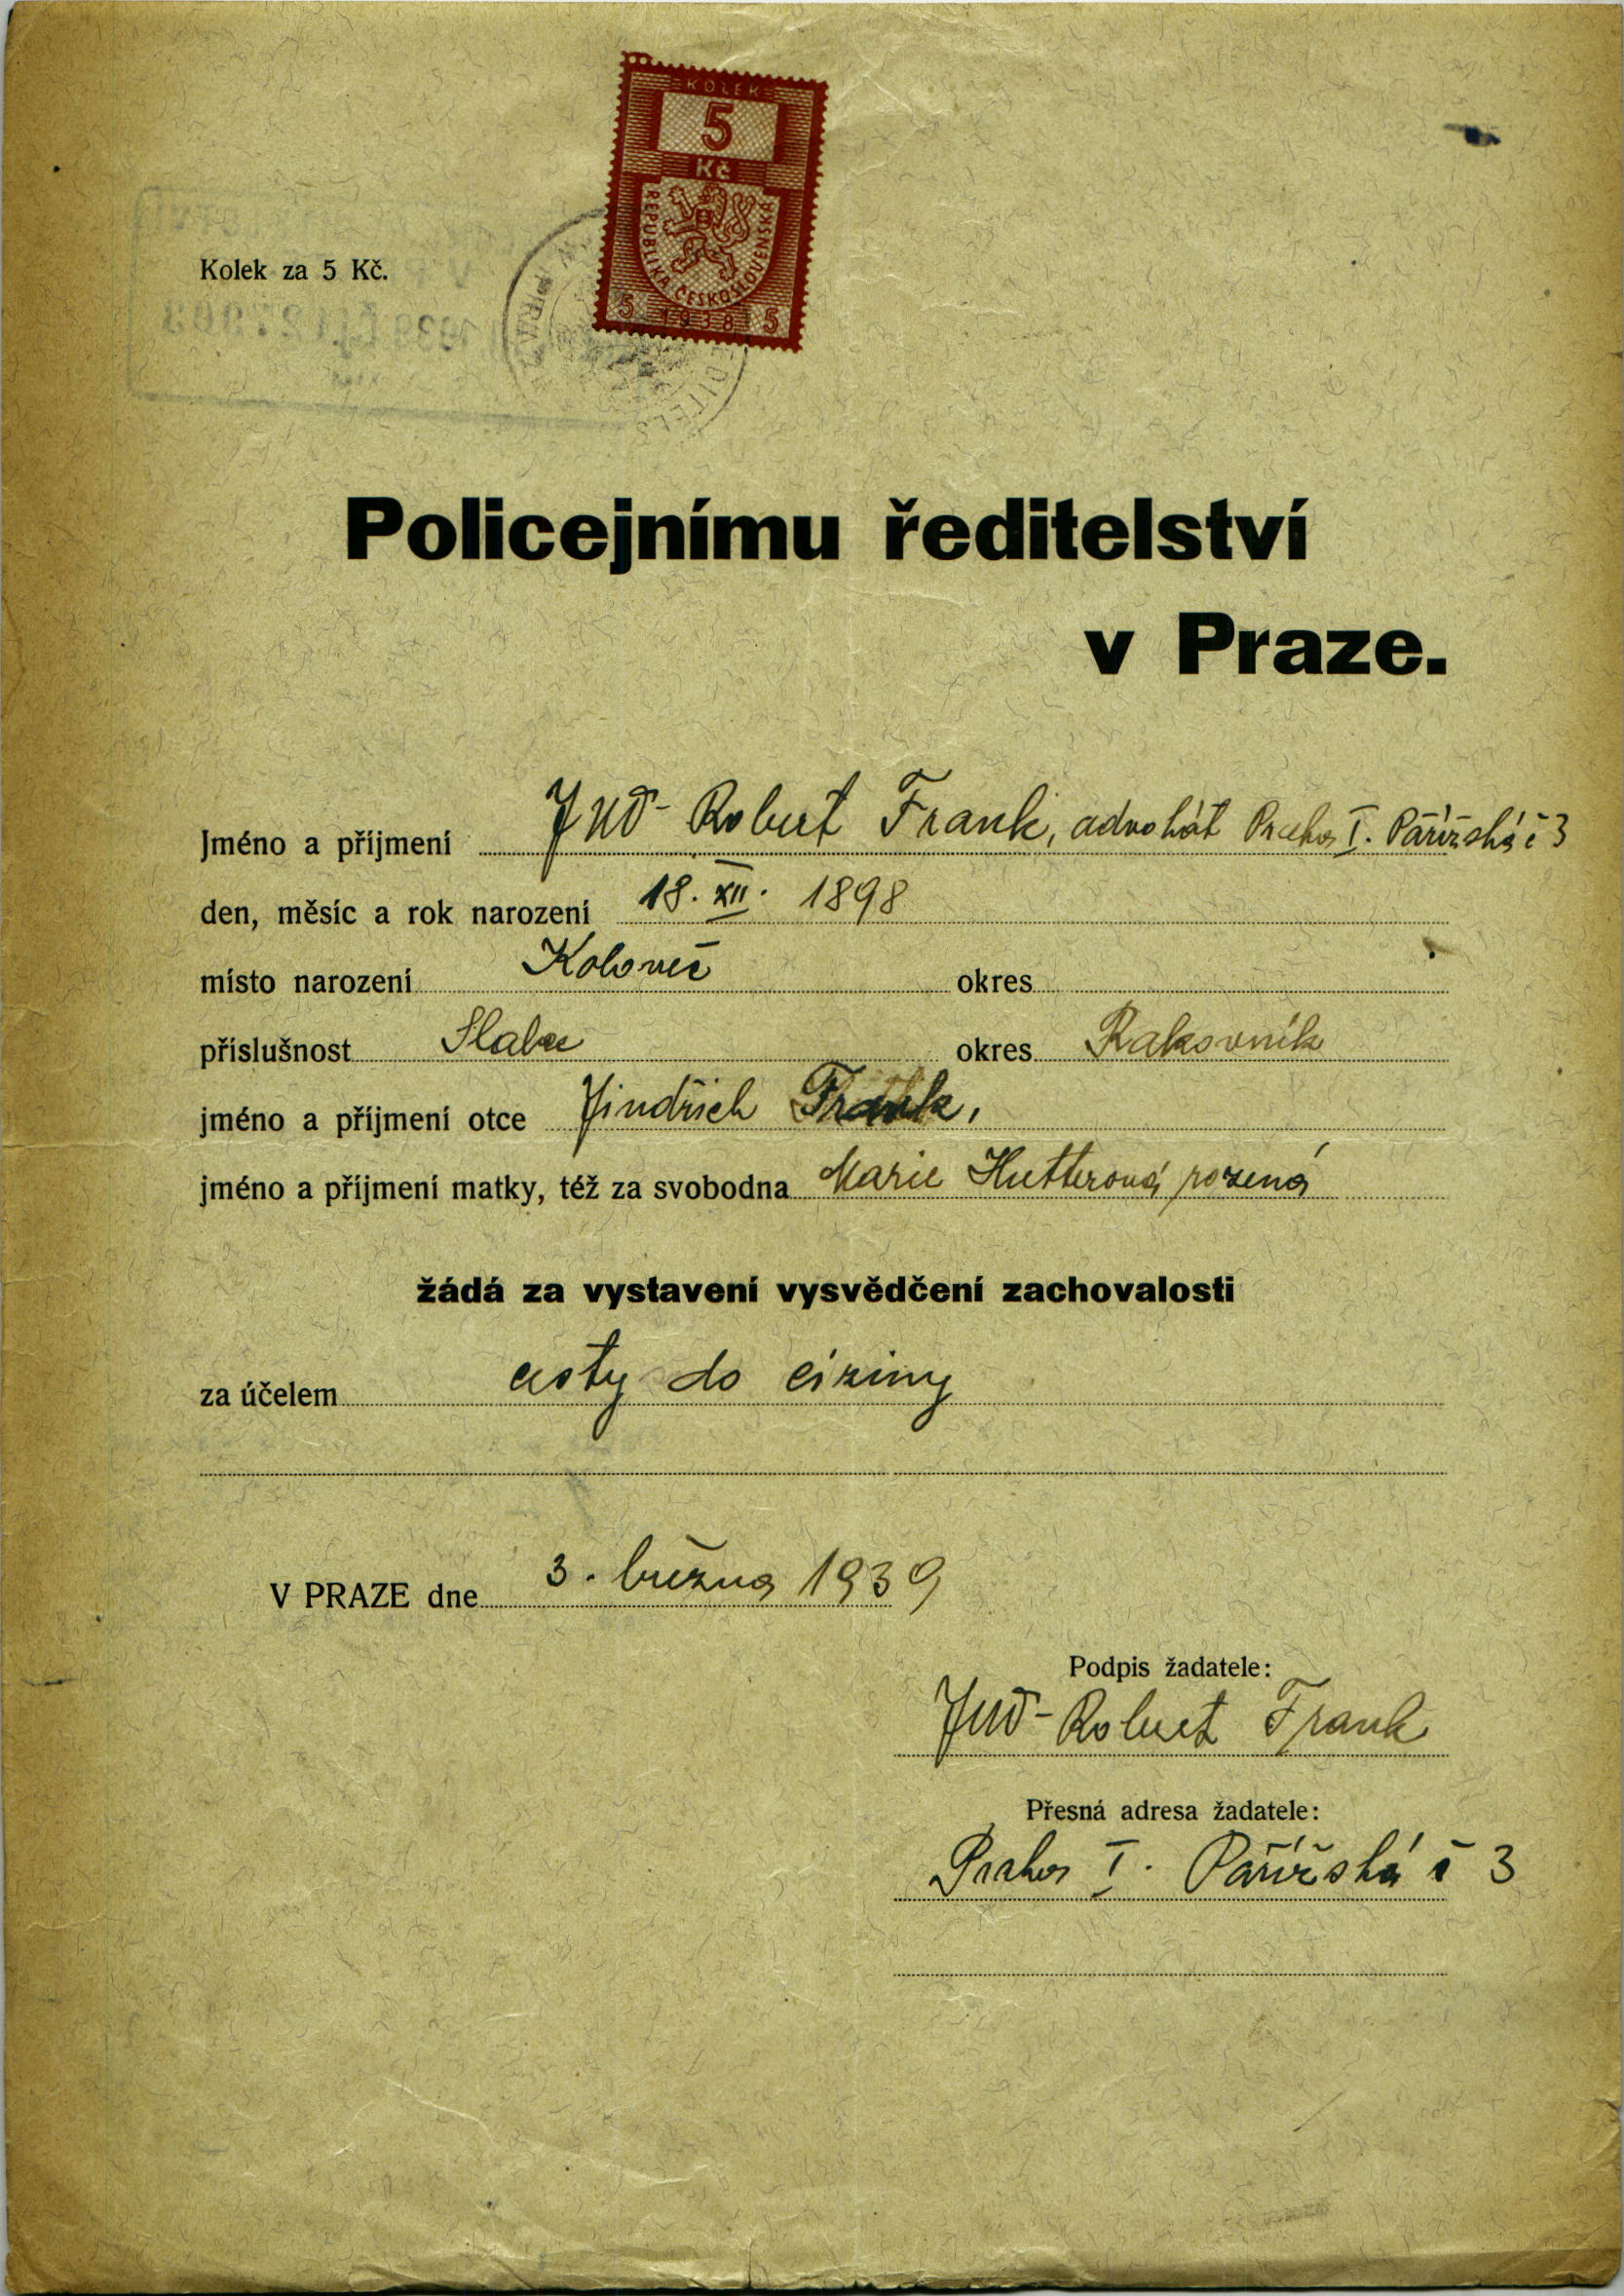 KOLEK
5
Kč
REPUBLIKA ČESKOSLOVENSKÁ
5 1938 5
Kolek za 5 Kč.
Policejnímu ředitelství
v Praze.
Jméno a příjmení JUDr Robert Frank, advokát Praha I. Pařížská č 3
den, měsíc a rok narození 18. XII. 1898
místo narození Koloveč okres
příslušnost Slabce okres Rakovník
jméno a příjmení otce Jindřich Frank,
jméno a příjmení matky, též za svobodna Marie Hutterová rozená
žádá za vystavení vysvědčení zachovalosti
za účelem cesty do ciziny
V PRAZE dne 3. března 1939
Podpis žadatele:
JUDr Robert Frank
Přesná adresa žadatele:
Praha I. Pařížská č 3